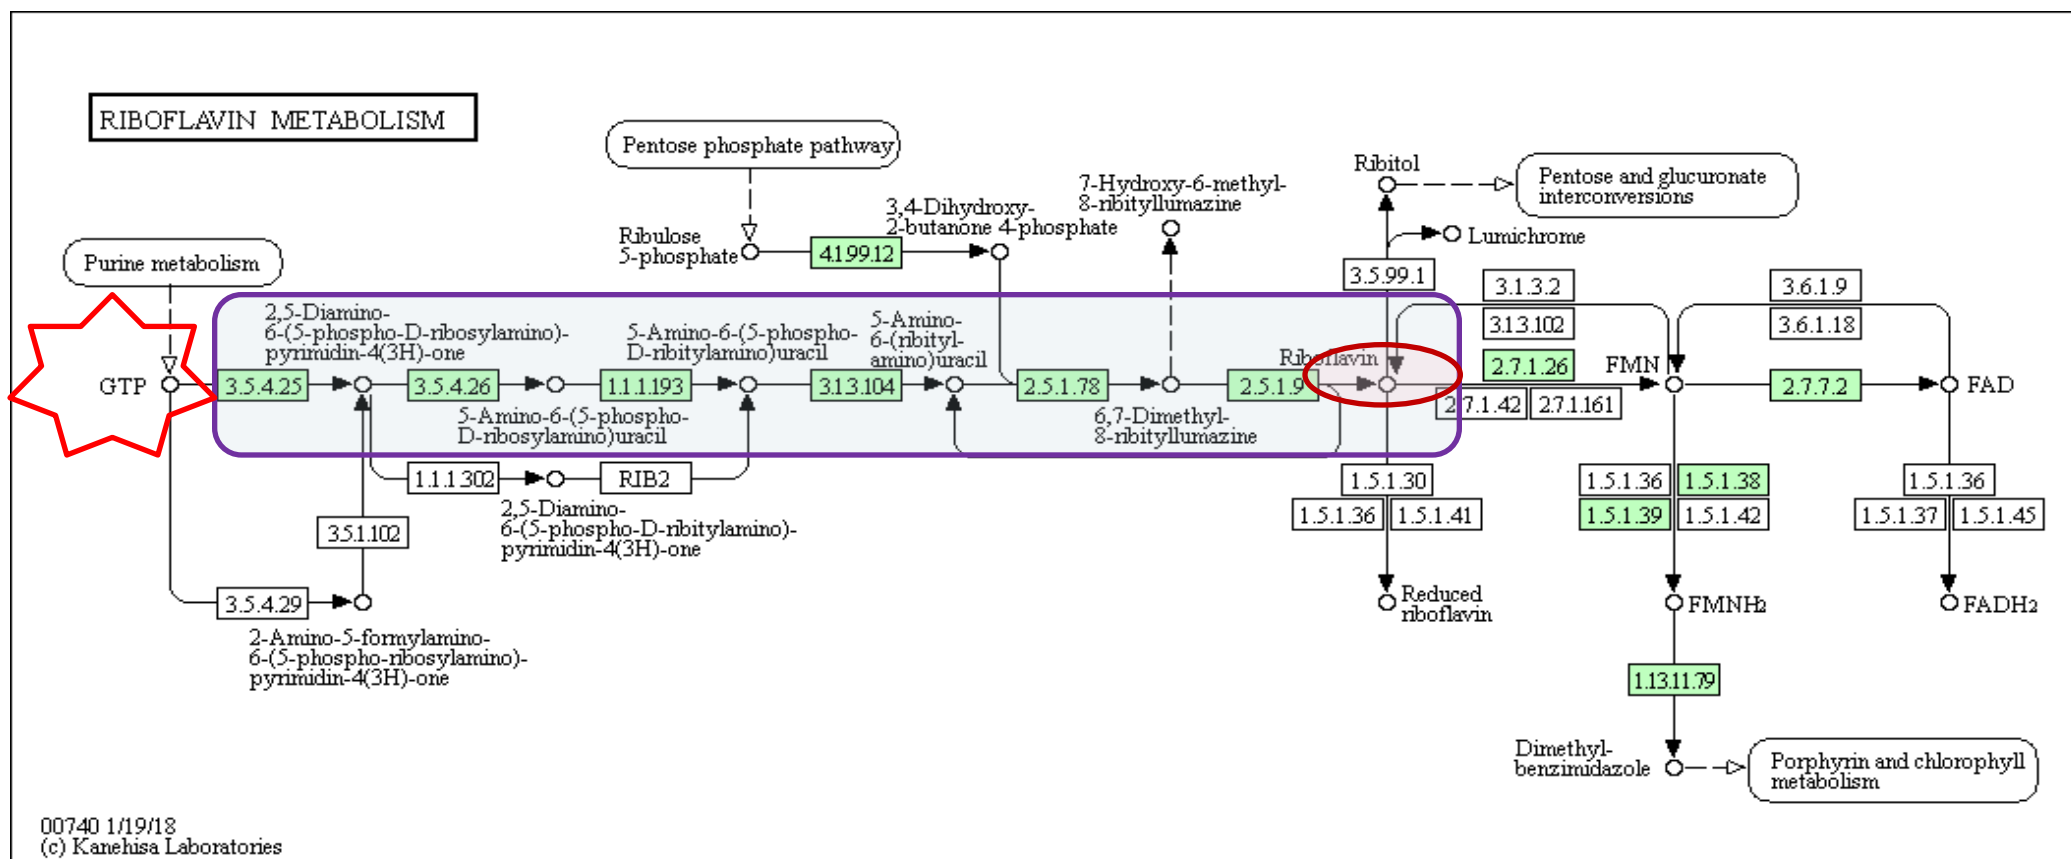 RIBOFLAVIN METABOLISM
Pentose phosphate pathway
Ribitol
Pentose and glucuronate
interconversions
7-Hydroxy-6-methyl-
8-ribityllumazine
3,4-Dihydroxy-
2-butanone 4-phosphate
Ribulose
5-phosphate
4.1.99.12
Lumichrome
Purine metabolism
3.5.99.1
3.1.3.2
3.1.3.102
3.6.1.9
3.6.1.18
2,5-Diamino-
6-(5-phospho-D-ribosylamino)-
pyrimidin-4(3H)-one
5-Amino-6-(5-phospho-
D-ribitylamino)uracil
5-Amino-
6-(ribityl-
amino)uracil
Riboflavin
GTP
3.5.4.25
3.5.4.26
1.1.1.193
3.1.3.104
2.5.1.78
2.5.1.9
2.7.1.26
FMN
2.7.7.2
FAD
2.7.1.42
2.7.1.161
5-Amino-6-(5-phospho-
D-ribosylamino)uracil
6,7-Dimethyl-
8-ribityllumazine
1.1.1.302
RIB2
2,5-Diamino-
6-(5-phospho-D-ribitylamino)-
pyrimidin-4(3H)-one
1.5.1.30
1.5.1.36
1.5.1.41
1.5.1.36
1.5.1.38
1.5.1.39
1.5.1.42
1.5.1.36
1.5.1.37
1.5.1.45
3.5.1.102
3.5.4.29
2-Amino-5-formylamino-
6-(5-phospho-ribosylamino)-
pyrimidin-4(3H)-one
Reduced
riboflavin
FMNH2
FADH2
1.13.11.79
Dimethyl-
benzimidazole
Porphyrin and chlorophyll
metabolism
00740 1/19/18
(c) Kanehisa Laboratories